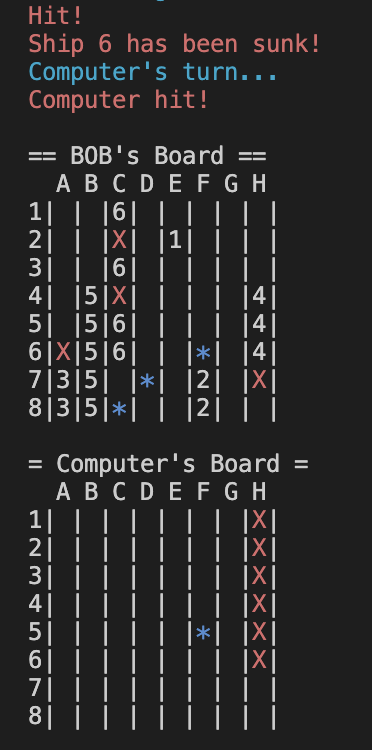 Hit!
Ship 6 has been sunk!
Computer's turn...
Computer hit!
== BOB's Board ==
  A B C D E F G H
1| | |6| | | | | |
2| | |X| |1| | | |
3| | |6| | | | | |
4| |5|X| | | | |4|
5| |5|6| | | | |4|
6|X|5|6| | |*| |4|
7|3|5| |*| |2| |X|
8|3|5|*| | |2| | |
= Computer's Board =
  A B C D E F G H
1| | | | | | | |X|
2| | | | | | | |X|
3| | | | | | | |X|
4| | | | | | | |X|
5| | | | | |*| |X|
6| | | | | | | |X|
7| | | | | | | | |
8| | | | | | | | |